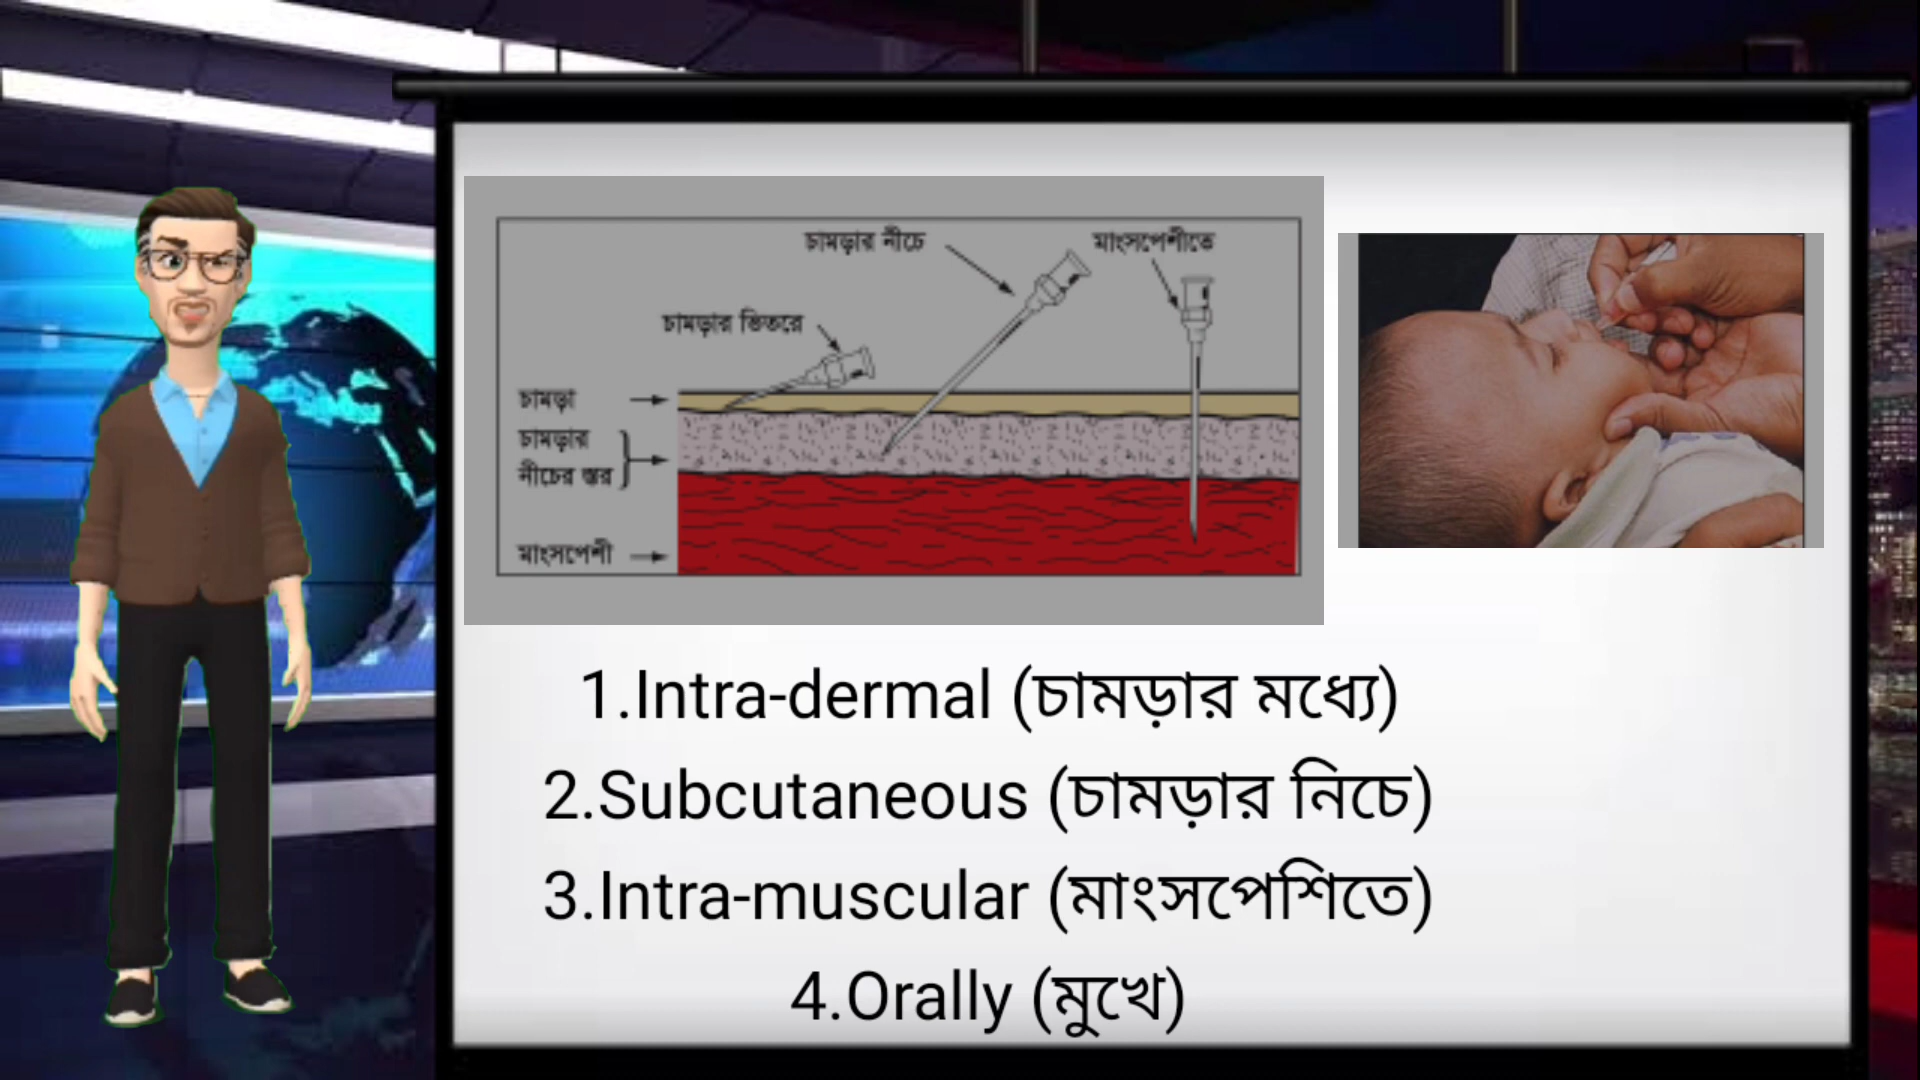 চামড়ার নীচে
মাংসপেশীতে
চামড়ার ভিতরে
চামড়া
চামড়ার
নীচের স্তর
মাংসপেশী
1.Intra-dermal (চামড়ার মধ্যে)
2.Subcutaneous (চামড়ার নিচে)
3.Intra-muscular (মাংসপেশিতে)
4.Orally (মুখে)